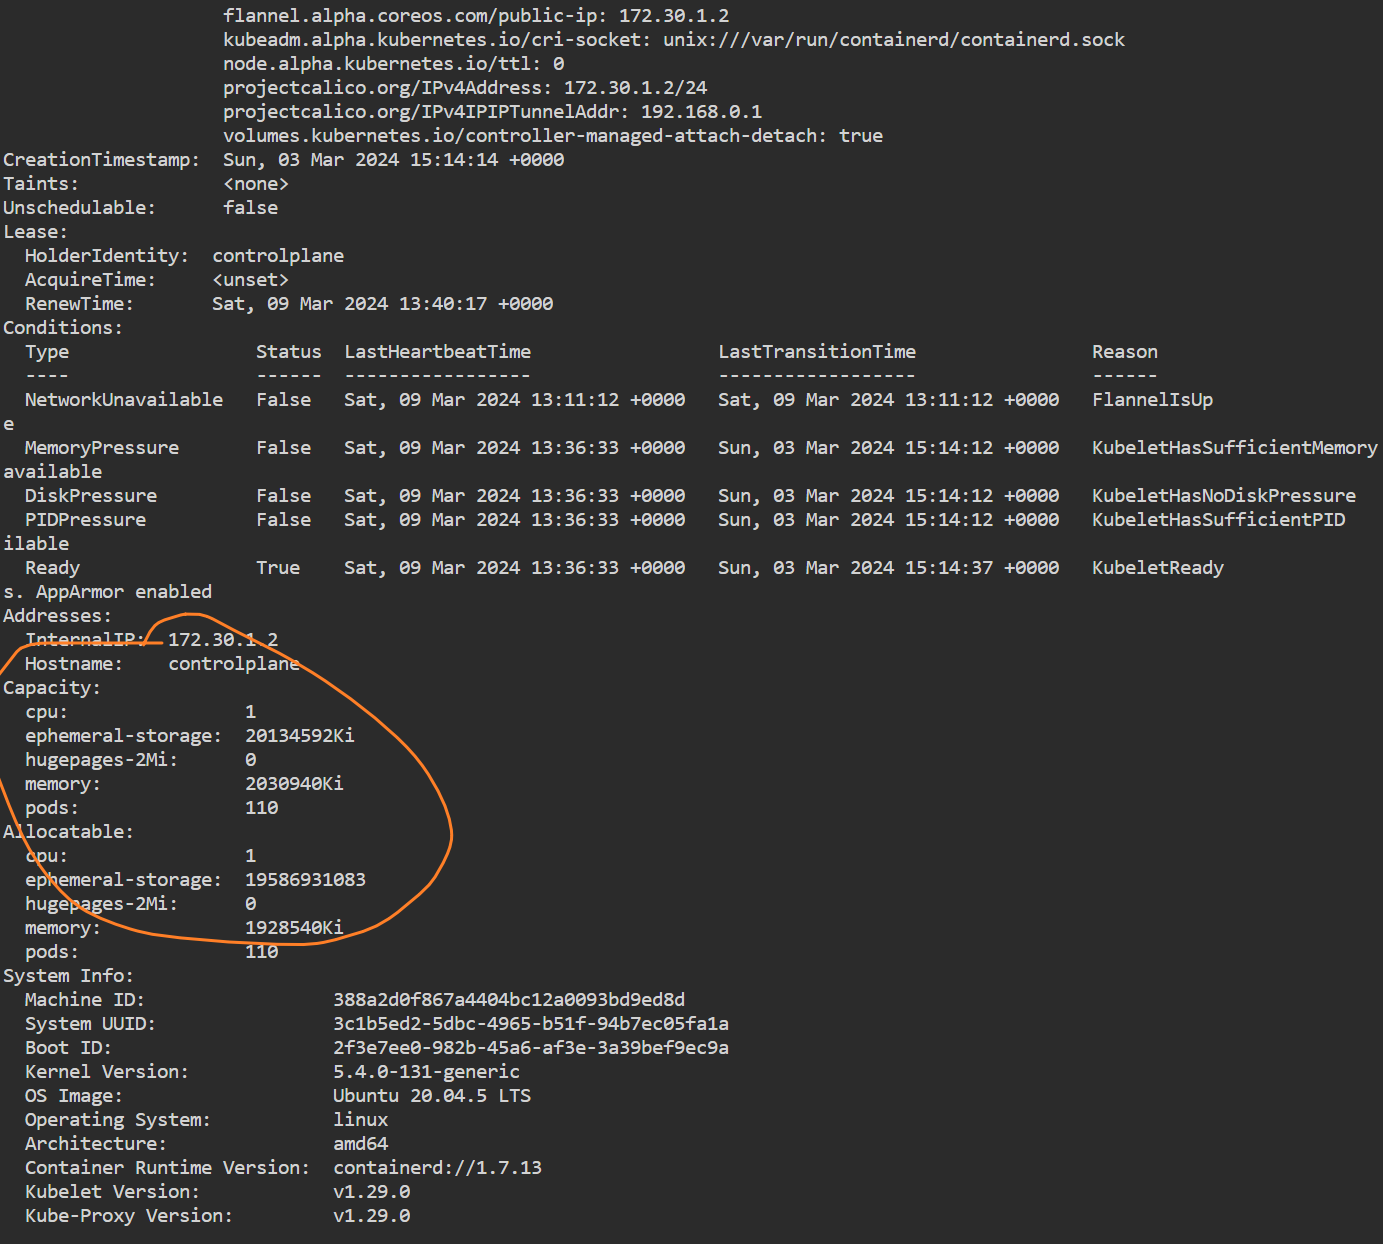 flannel.alpha.coreos.com/public-ip: 172.30.1.2
kubeadm.alpha.kubernetes.io/cri-socket: unix:///var/run/containerd/containerd.sock
node.alpha.kubernetes.io/ttl: 0
projectcalico.org/IPv4Address: 172.30.1.2/24
projectcalico.org/IPv4IPIPTunnelAddr: 192.168.0.1
volumes.kubernetes.io/controller-managed-attach-detach: true
CreationTimestamp:  Sun, 03 Mar 2024 15:14:14 +0000
Taints:             <none>
Unschedulable:      false
Lease:
  HolderIdentity:  controlplane
  AcquireTime:     <unset>
  RenewTime:       Sat, 09 Mar 2024 13:40:17 +0000
Conditions:
  Type                 Status  LastHeartbeatTime                 LastTransitionTime                Reason
  ----                 ------  -----------------                 ------------------                ------
  NetworkUnavailable   False   Sat, 09 Mar 2024 13:11:12 +0000   Sat, 09 Mar 2024 13:11:12 +0000   FlannelIsUp
e
  MemoryPressure       False   Sat, 09 Mar 2024 13:36:33 +0000   Sun, 03 Mar 2024 15:14:12 +0000   KubeletHasSufficientMemory
available
  DiskPressure         False   Sat, 09 Mar 2024 13:36:33 +0000   Sun, 03 Mar 2024 15:14:12 +0000   KubeletHasNoDiskPressure
  PIDPressure          False   Sat, 09 Mar 2024 13:36:33 +0000   Sun, 03 Mar 2024 15:14:12 +0000   KubeletHasSufficientPID
ilable
  Ready                True    Sat, 09 Mar 2024 13:36:33 +0000   Sun, 03 Mar 2024 15:14:37 +0000   KubeletReady
s. AppArmor enabled
Addresses:
  InternalIP:  172.30.1.2
  Hostname:    controlplane
Capacity:
  cpu:                1
  ephemeral-storage:  20134592Ki
  hugepages-2Mi:      0
  memory:             2030940Ki
  pods:               110
Allocatable:
  cpu:                1
  ephemeral-storage:  19586931083
  hugepages-2Mi:      0
  memory:             1928540Ki
  pods:               110
System Info:
  Machine ID:                 388a2d0f867a4404bc12a0093bd9ed8d
  System UUID:                3c1b5ed2-5dbc-4965-b51f-94b7ec05fa1a
  Boot ID:                    2f3e7ee0-982b-45a6-af3e-3a39bef9ec9a
  Kernel Version:             5.4.0-131-generic
  OS Image:                   Ubuntu 20.04.5 LTS
  Operating System:           linux
  Architecture:               amd64
  Container Runtime Version:  containerd://1.7.13
  Kubelet Version:            v1.29.0
  Kube-Proxy Version:         v1.29.0